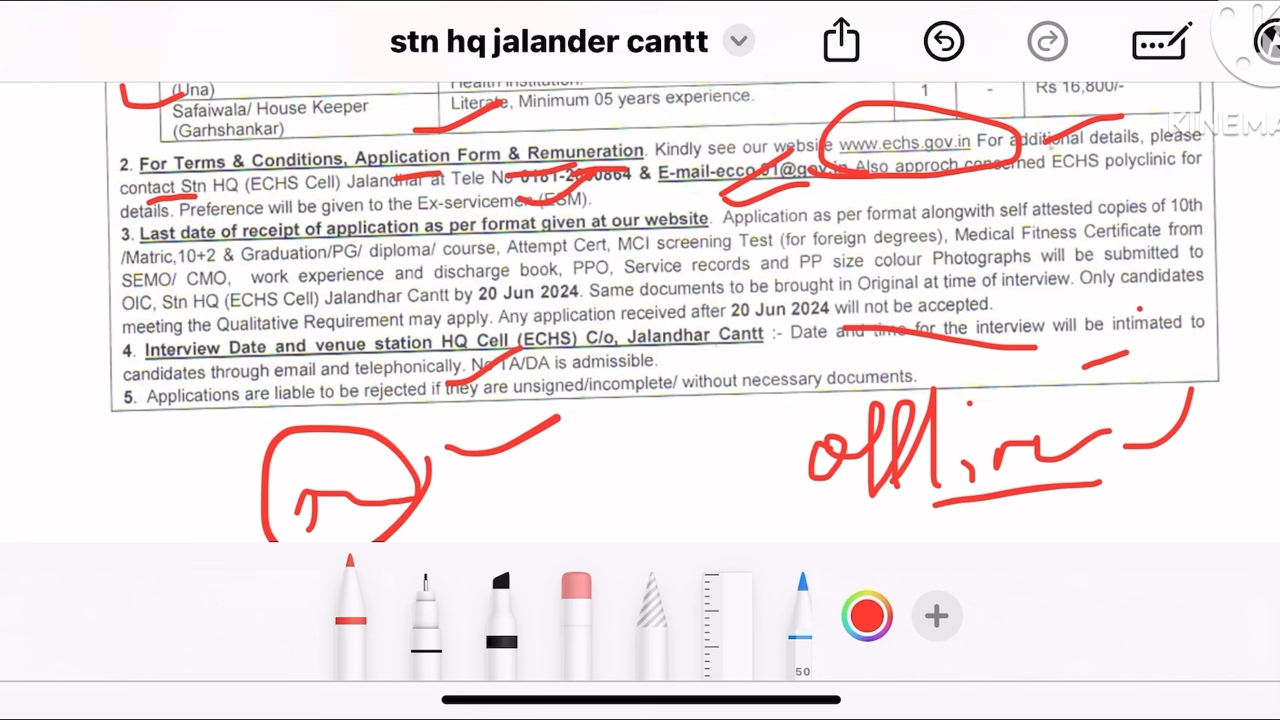 stn hq jalander cantt
(Una)
Health Institution.
Safaiwala/ House Keeper
(Garhshankar)
Literate, Minimum 05 years experience.
1
-
Rs 16,800/-
KINEMA
2. For Terms & Conditions, Application Form & Remuneration. Kindly see our website www.echs.gov.in For additional details, please
contact Stn HQ (ECHS Cell) Jalandhar at Tele No & Also approch concerned ECHS polyclinic for
details. Preference will be given to the Ex-servicemen (ESM).
3. Last date of receipt of application as per format given at our website. Application as per format alongwith self attested copies of 10th
/Matric,10+2 & Graduation/PG/ diploma/ course, Attempt Cert, MCI screening Test (for foreign degrees), Medical Fitness Certificate from
SEMO/ CMO, work experience and discharge book, PPO, Service records and PP size colour Photographs will be submitted to
OIC, Stn HQ (ECHS Cell) Jalandhar Cantt by 20 Jun 2024. Same documents to be brought in Original at time of interview. Only candidates
meeting the Qualitative Requirement may apply. Any application received after 20 Jun 2024 will not be accepted.
4. Interview Date and venue station HQ Cell (ECHS) C/o, Jalandhar Cantt :- Date and time for the interview will be intimated to
candidates through email and telephonically. No TA/DA is admissible.
5. Applications are liable to be rejected if they are unsigned/incomplete/ without necessary documents.
offline
50